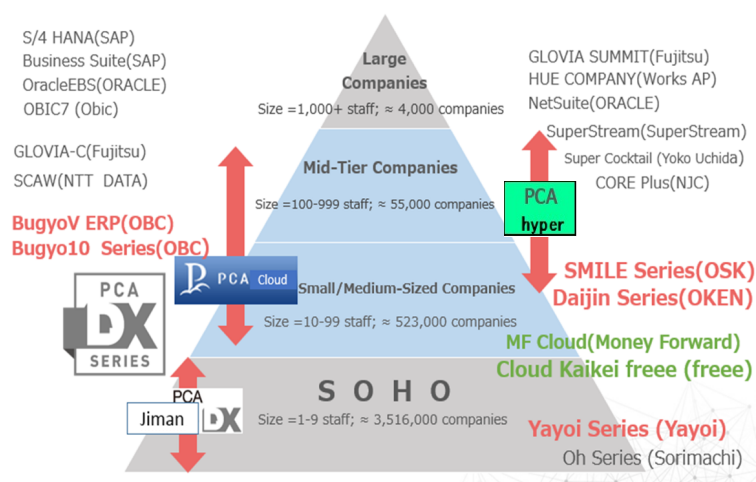 S/4 HANA(SAP)
Business Suite(SAP)
OracleEBS(ORACLE)
OBIC7 (Obic)
GLOVIA-C(Fujitsu)
SCAW(NTT DATA)
BugyoV ERP(OBC)
Bugyo10 Series(OBC)
PCA
DX
SERIES
PCA Cloud
PCA
Jiman DX
Large
Companies
Size =1,000+ staff; ≈ 4,000 companies
Mid-Tier Companies
Size =100-999 staff; ≈ 55,000 companies
Small/Medium-Sized Companies
Size =10-99 staff; ≈ 523,000 companies
S O H O
Size =1-9 staff; ≈ 3,516,000 companies
GLOVIA SUMMIT(Fujitsu)
HUE COMPANY(Works AP)
NetSuite(ORACLE)
SuperStream(SuperStream)
Super Cocktail (Yoko Uchida)
CORE Plus(NJC)
PCA
hyper
SMILE Series(OSK)
Daijin Series(OKEN)
MF Cloud(Money Forward)
Cloud Kaikei freee (freee)
Yayoi Series (Yayoi)
Oh Series (Sorimachi)